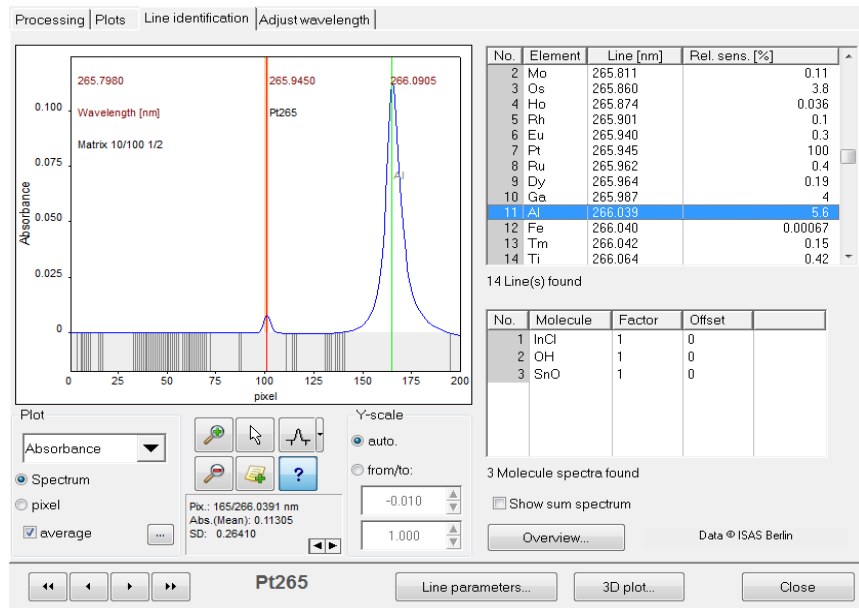 Processing Plots Line identification Adjust wavelength
265.7980 265.9450 266.0905
Wavelength [nm] Pt265
Matrix 10/100 1/2
Al
Absorbance
0.100
0.075
0.050
0.025
0
0 25 50 75 100 125 150 175 200
pixel
No. Element Line [nm] Rel. sens. [%]
2 Mo 265.811 0.11
3 Os 265.860 3.8
4 Ho 265.874 0.036
5 Rh 265.901 0.1
6 Eu 265.940 0.3
7 Pt 265.945 100
8 Ru 265.962 0.4
9 Dy 265.964 0.19
10 Ga 265.987 4
11 Al 266.039 5.6
12 Fe 266.040 0.00067
13 Tm 266.042 0.15
14 Ti 266.064 0.42
14 Line(s) found
No. Molecule Factor Offset
1 InCl 1 0
2 OH 1 0
3 SnO 1 0
3 Molecule spectra found
Show sum spectrum
Overview... Data © ISAS Berlin
Plot
Absorbance
Spectrum
pixel
average ...
?
Pix.: 165/266.0391 nm
Abs.(Mean): 0.11305
SD: 0.26410
Y-scale
auto.
from/to:
-0.010
1.000
Pt265 Line parameters... 3D plot... Close